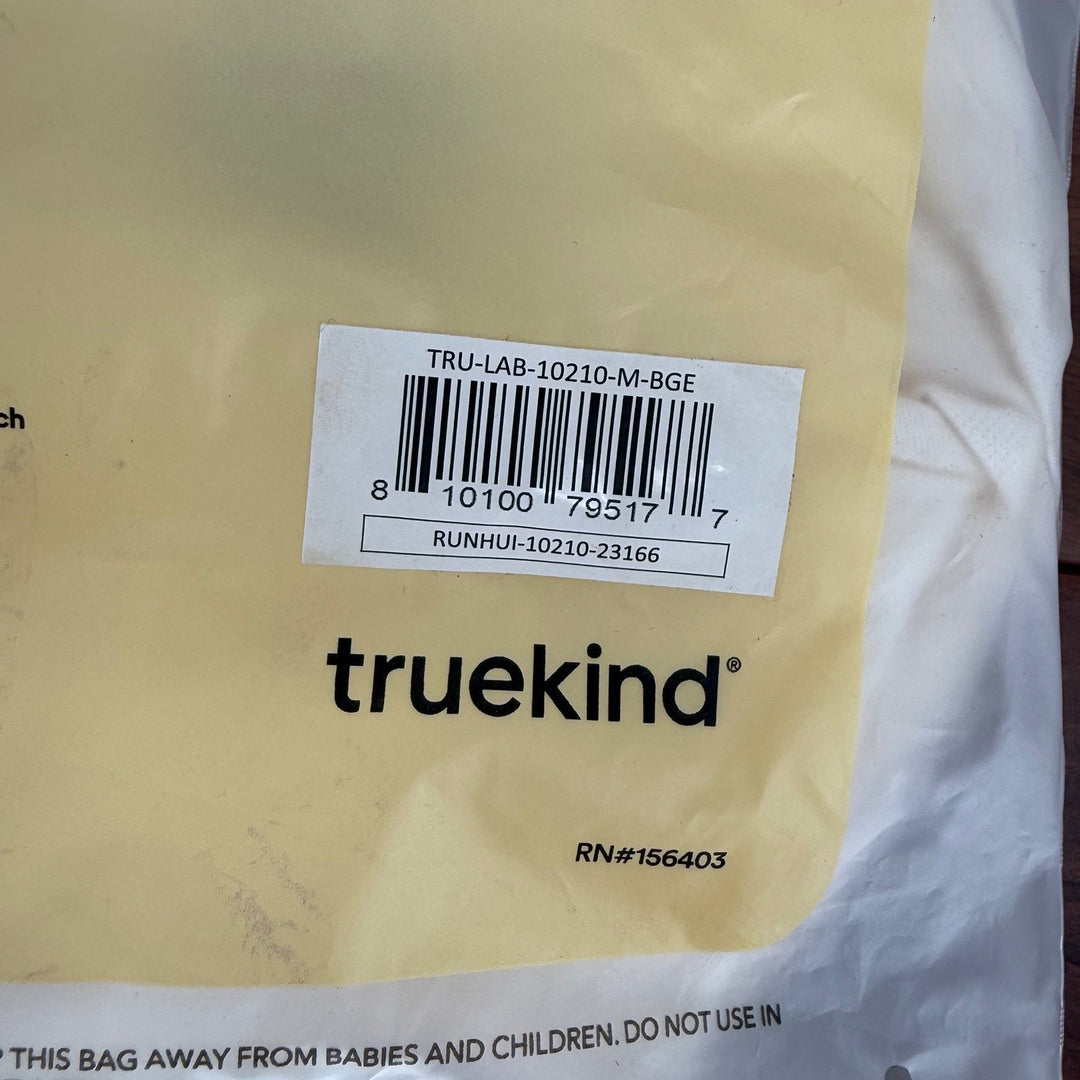 TRU-LAB-10210-M-BGE
ch
8 10100 79517 7
RUNHUI-10210-23166
truekind®
RN#156403
THIS BAG AWAY FROM BABIES AND CHILDREN. DO NOT USE IN